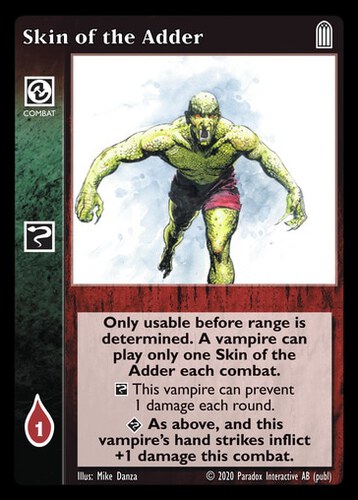 Skin of the Adder
COMBAT
Only usable before range is
determined. A vampire can
play only one Skin of the
Adder each combat.
This vampire can prevent
1 damage each round.
As above, and this
vampire's hand strikes inflict
+1 damage this combat.
1
Illus: Mike Danza © 2020 Paradox Interactive AB (publ)